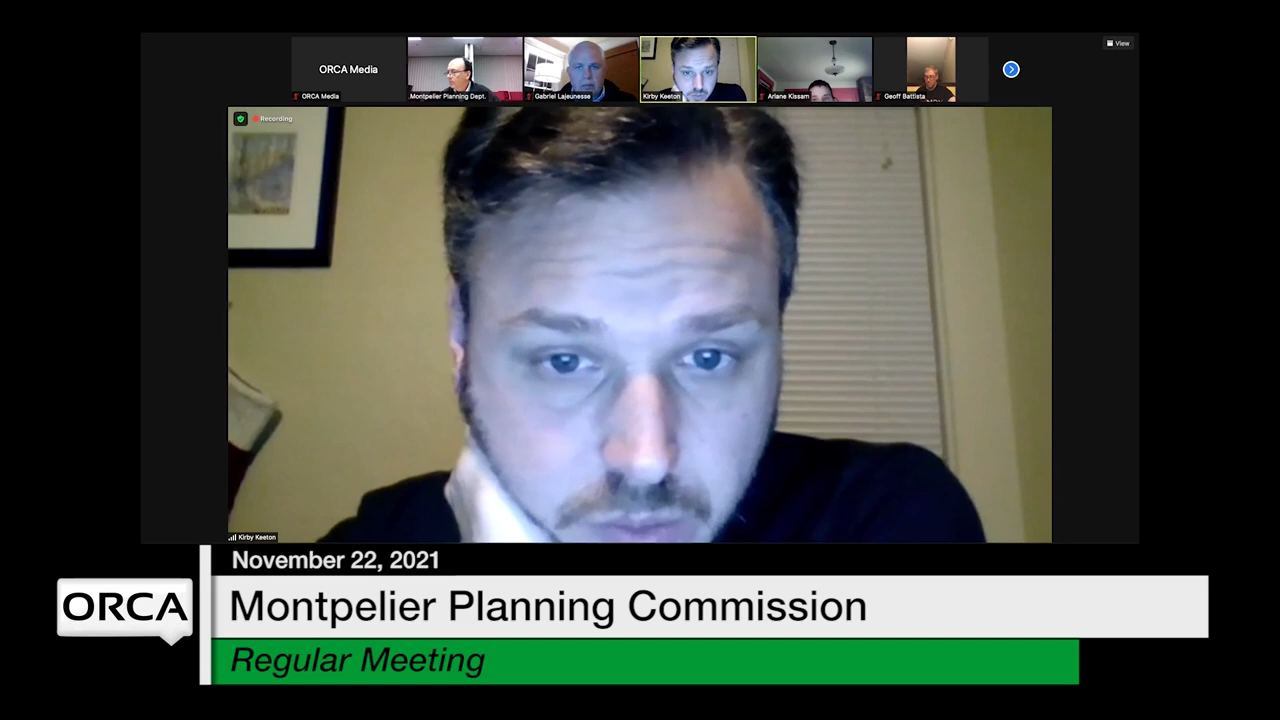 View
ORCA Media
ORCA Media
Montpelier Planning Dept.
Gabriel Lajeunesse
Kirby Keeton
Ariane Kissam
Geoff Battista
Recording
Kirby Keeton
November 22, 2021
ORCA
Montpelier Planning Commission
Regular Meeting